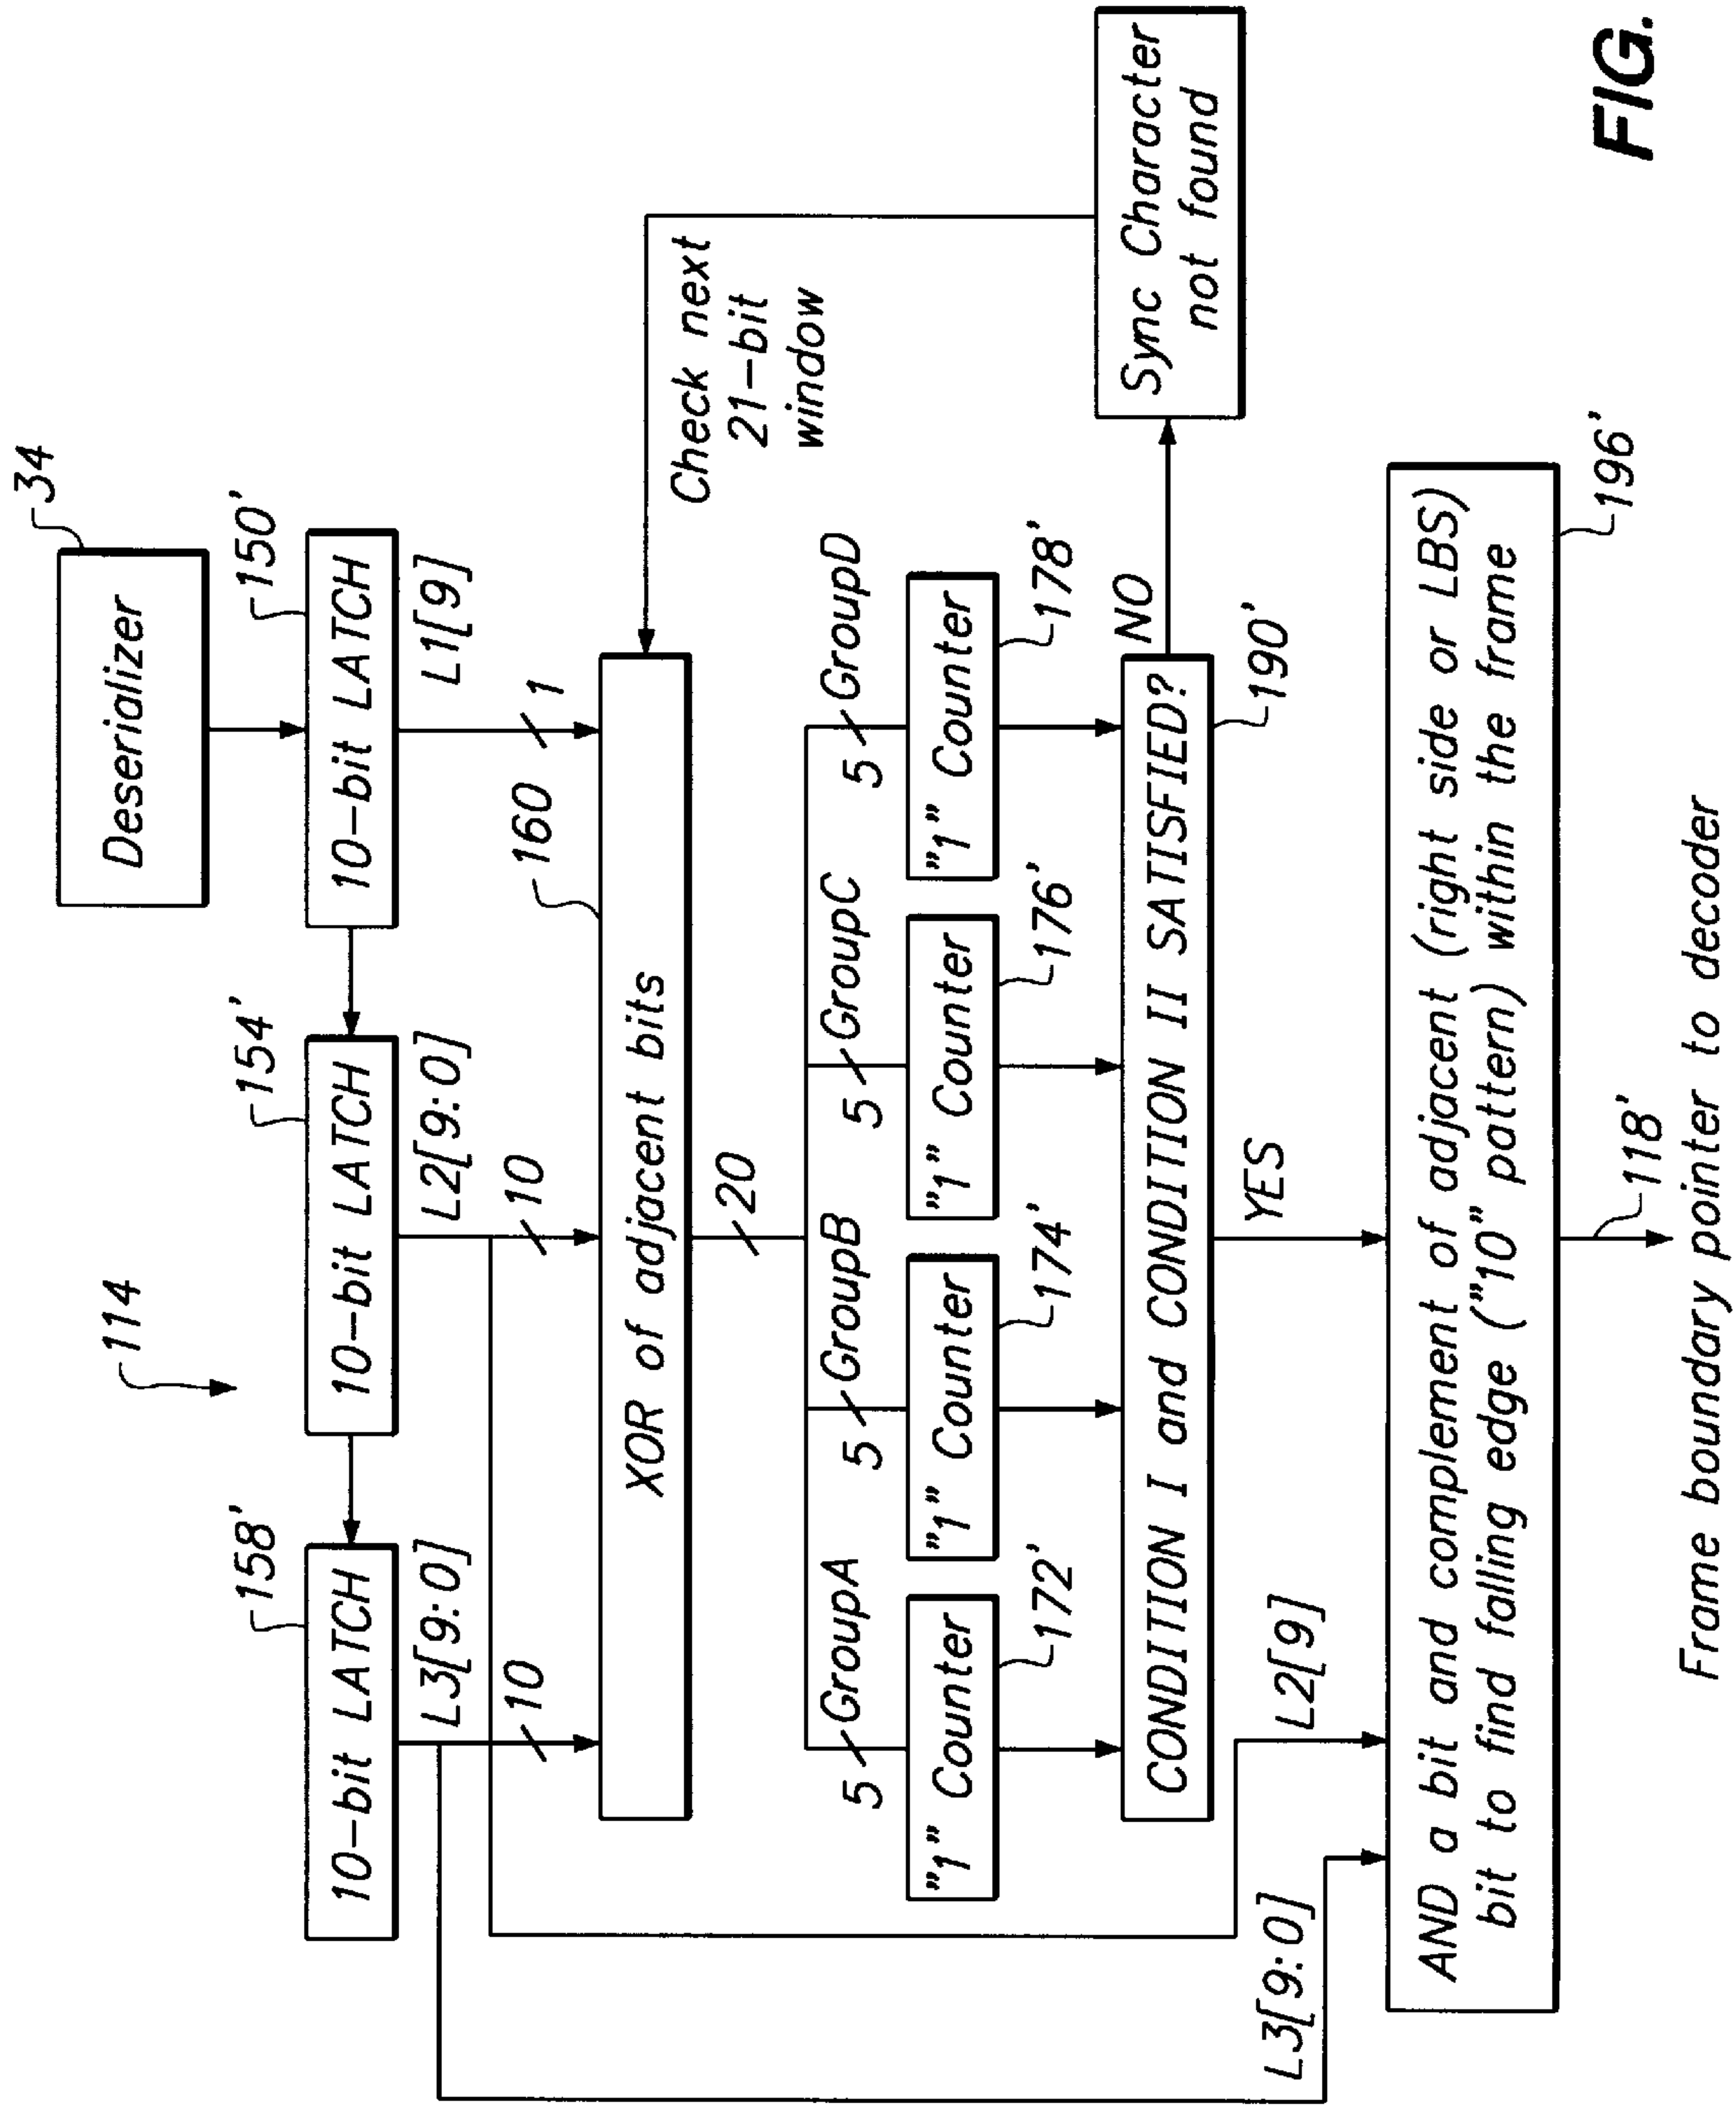 114
34
Deserializer
158'
154'
150'
10-bit LATCH
10-bit LATCH
10-bit LATCH
L3[9:0]
L2[9:0]
L1[9]
10
10
1
160
XOR of adjacent bits
Check next
21-bit
window
20
5
GroupA
5
GroupB
5
GroupC
5
GroupD
"1" Counter
"1" Counter
"1" Counter
"1" Counter
172'
174'
176'
178'
CONDITION I and CONDITION II SATISFIED?
NO
190'
Sync Character
not found
YES
L3[9:0]
L2[9]
AND a bit and complement of adjacent (right side or LBS)
bit to find falling edge ("10" pattern) within the frame
196'
118'
Frame boundary pointer to decoder
FIG.